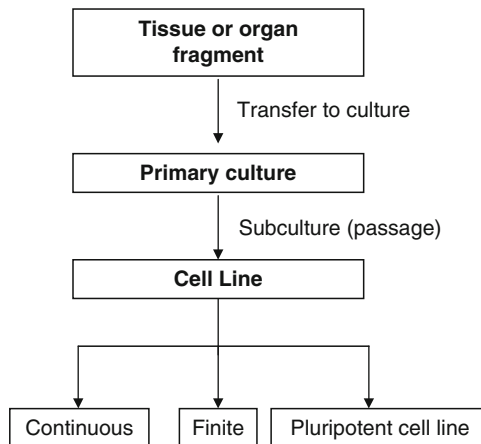 Tissue or organ
fragment
Transfer to culture
Primary culture
Subculture (passage)
Cell Line
Continuous
Finite
Pluripotent cell line